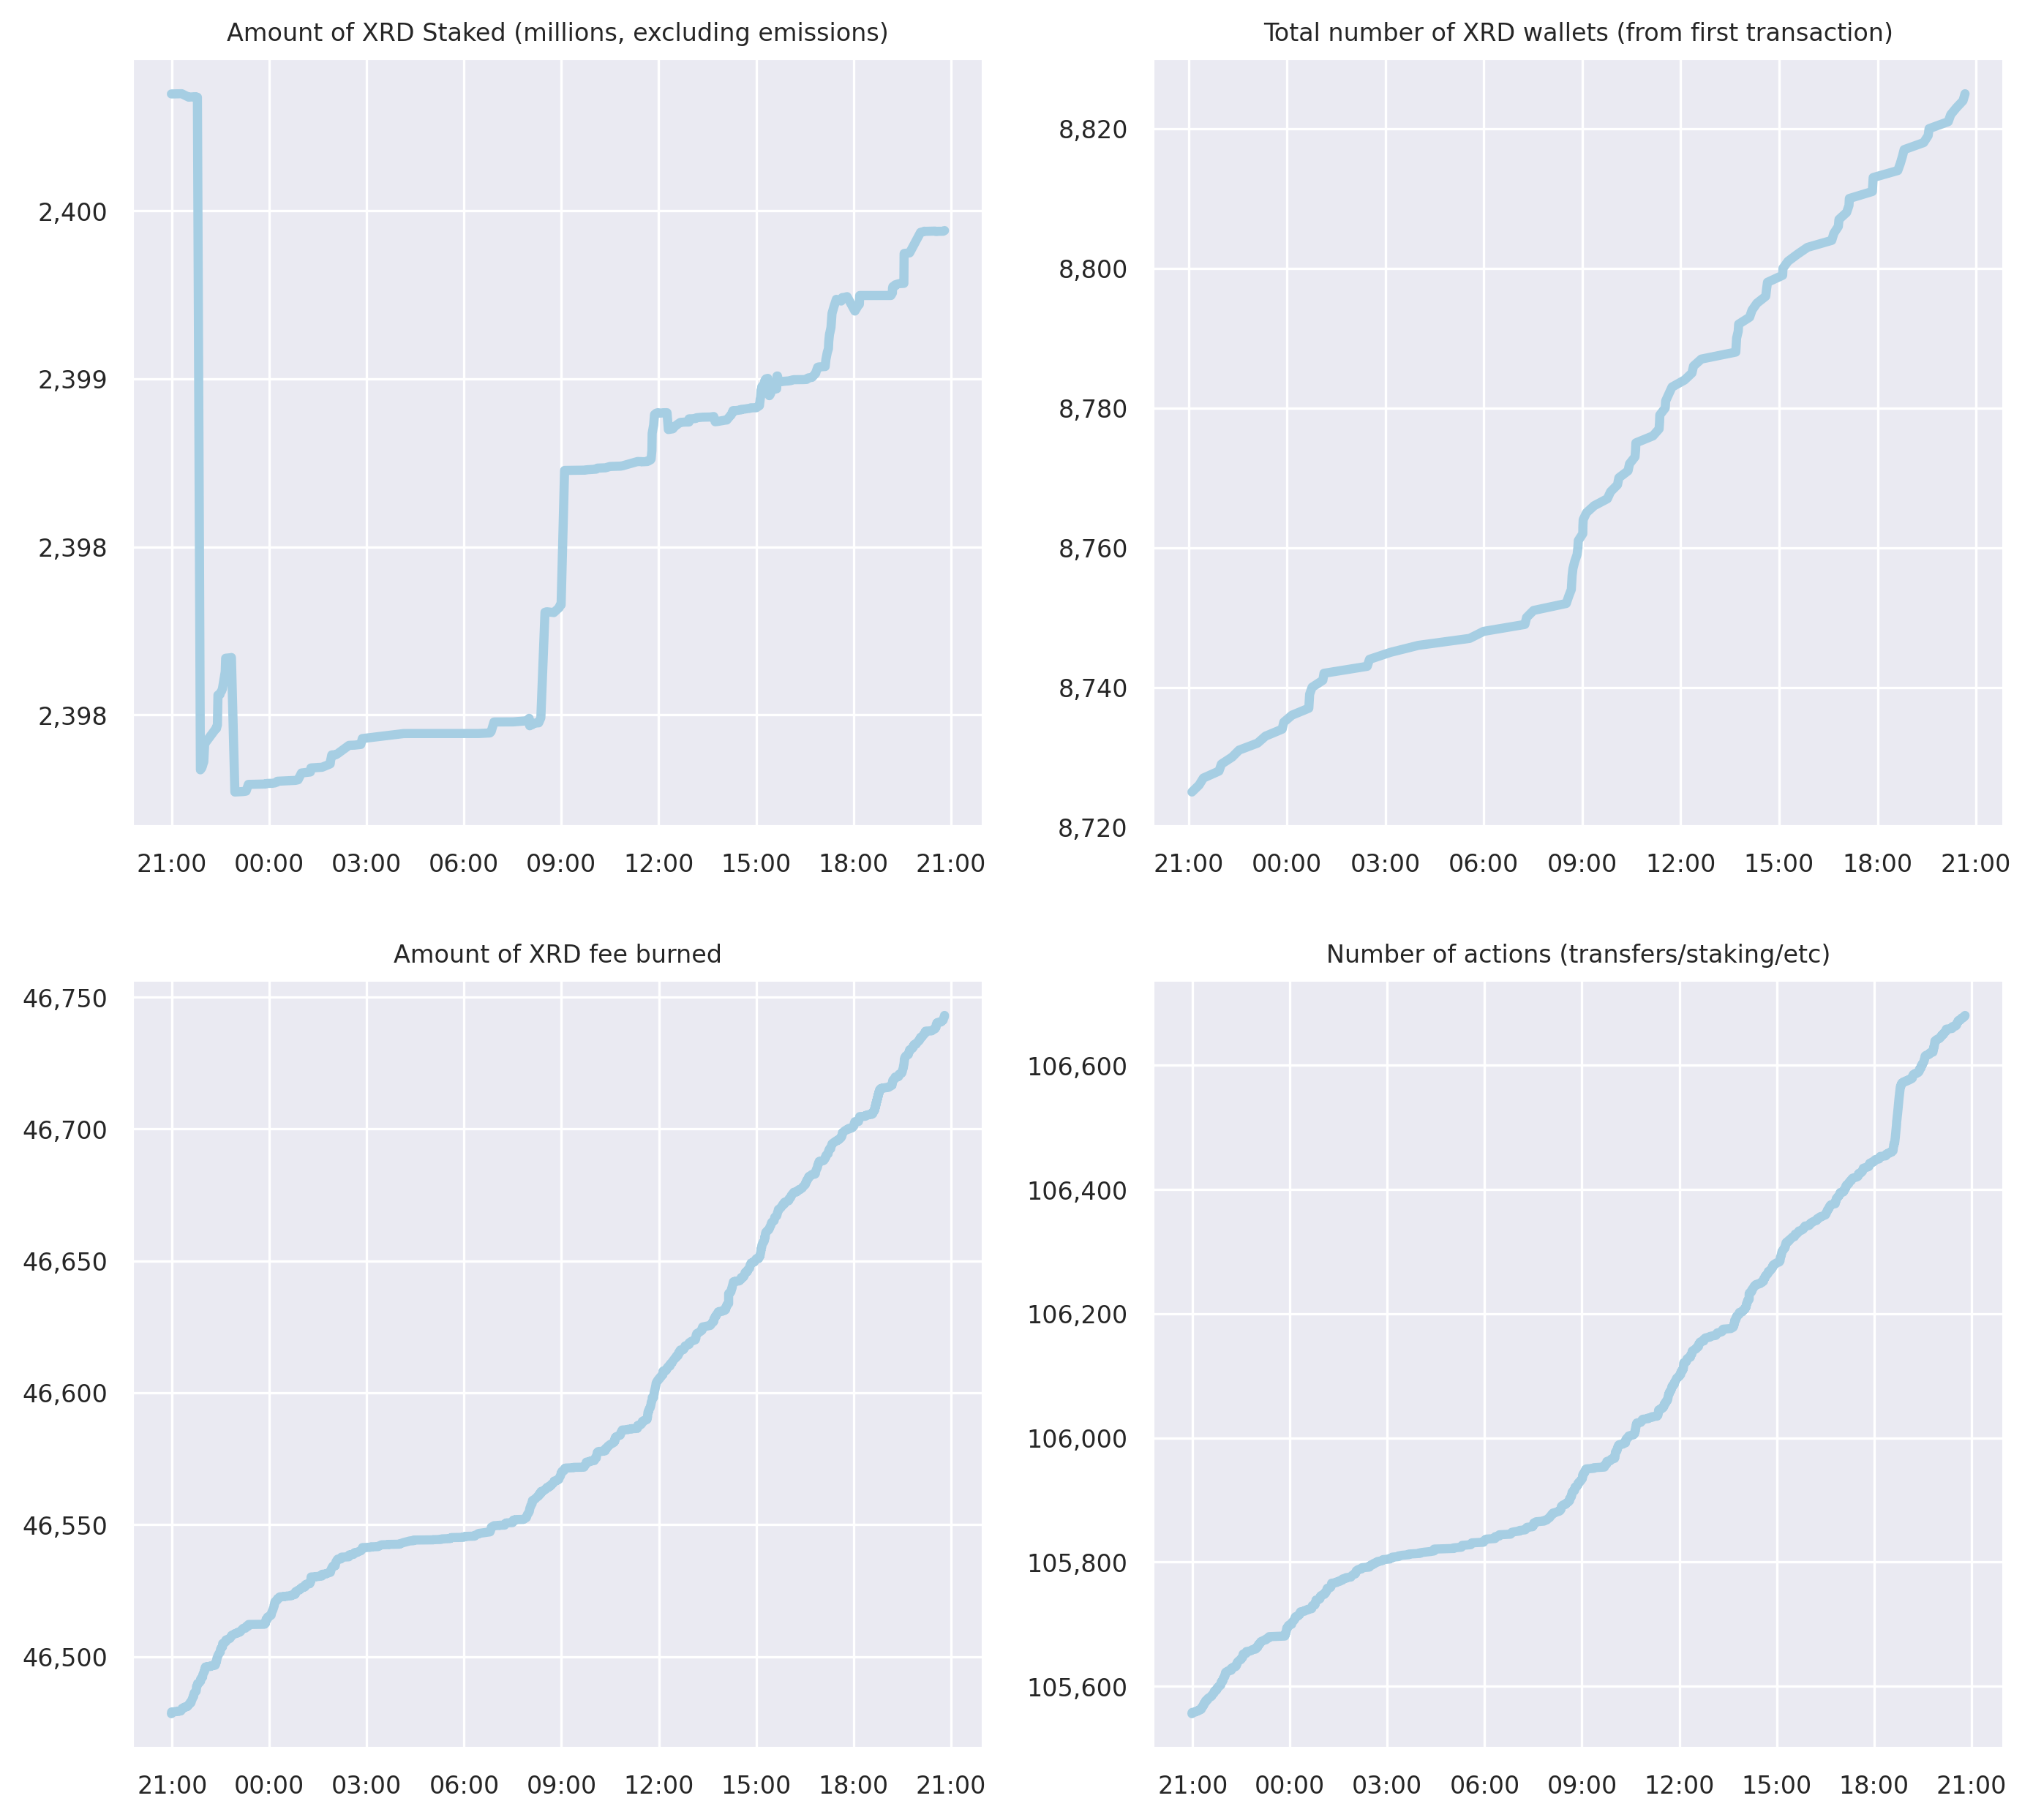 Amount of XRD Staked (millions, excluding emissions)
2,400
2,399
2,398
2,398
21:00 00:00 03:00 06:00 09:00 12:00 15:00 18:00 21:00
Total number of XRD wallets (from first transaction)
8,820
8,800
8,780
8,760
8,740
8,720
21:00 00:00 03:00 06:00 09:00 12:00 15:00 18:00 21:00
Amount of XRD fee burned
46,750
46,700
46,650
46,600
46,550
46,500
21:00 00:00 03:00 06:00 09:00 12:00 15:00 18:00 21:00
Number of actions (transfers/staking/etc)
106,600
106,400
106,200
106,000
105,800
105,600
21:00 00:00 03:00 06:00 09:00 12:00 15:00 18:00 21:00